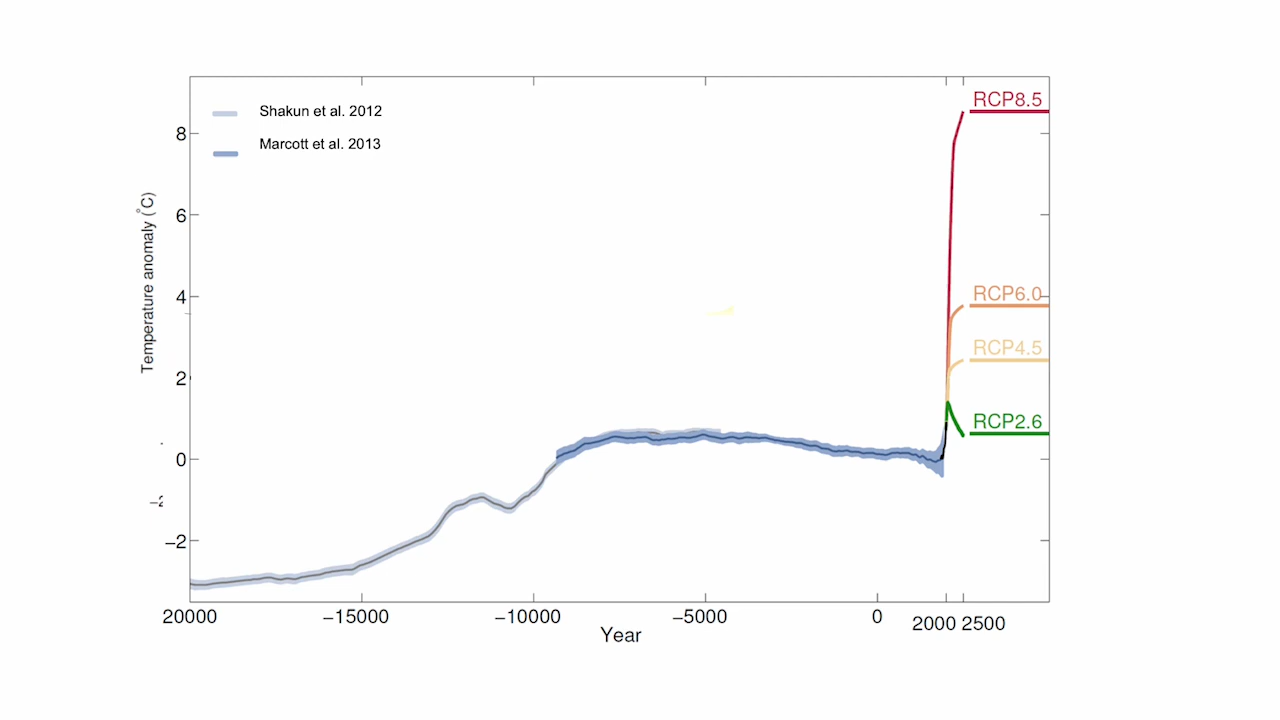 RCP8.5
Shakun et al. 2012
Marcott et al. 2013
8
6
4
2
0
−2
Temperature anomaly (°C)
RCP6.0
RCP4.5
RCP2.6
20000
−15000
−10000
−5000
0
2000 2500
Year